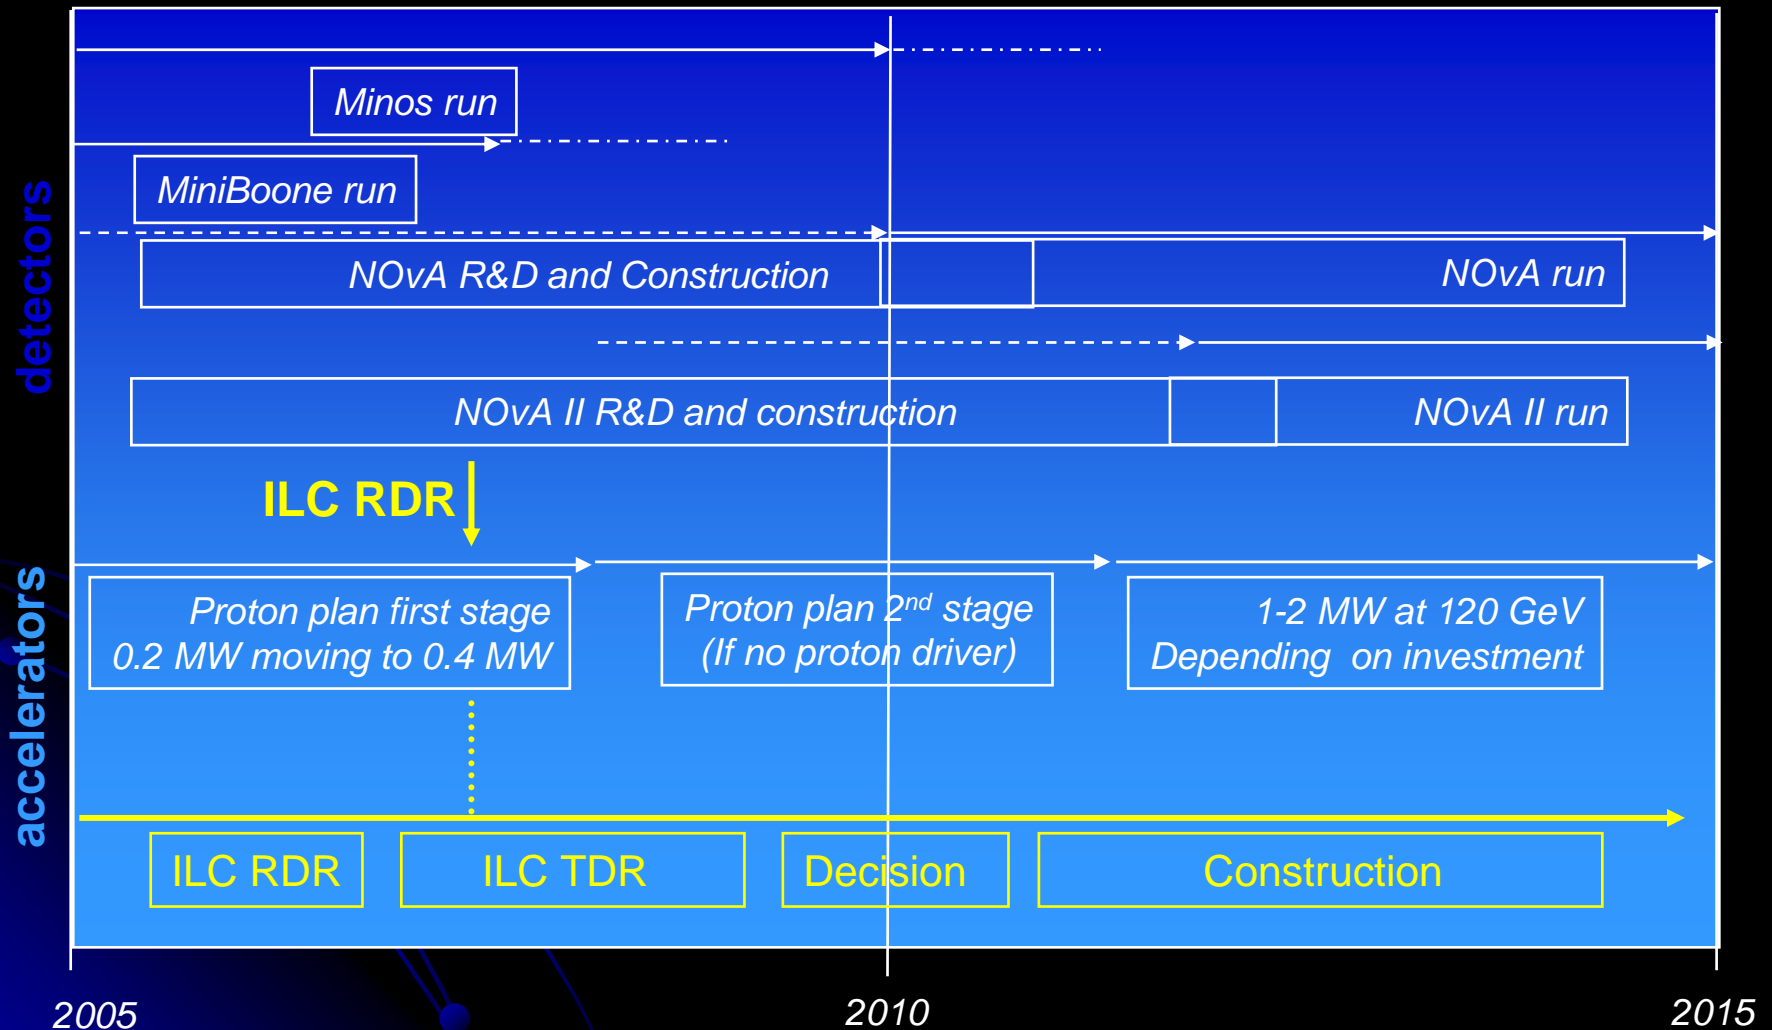 Minos run
MiniBoone run
detectors
NOvA R&D and Construction
NOvA run
NOvA II R&D and construction
NOvA II run
ILC RDR
accelerators
Proton plan first stage
0.2 MW moving to 0.4 MW
Proton plan 2nd stage
(If no proton driver)
1-2 MW at 120 GeV
Depending on investment
ILC RDR
ILC TDR
Decision
Construction
2005
2010
2015